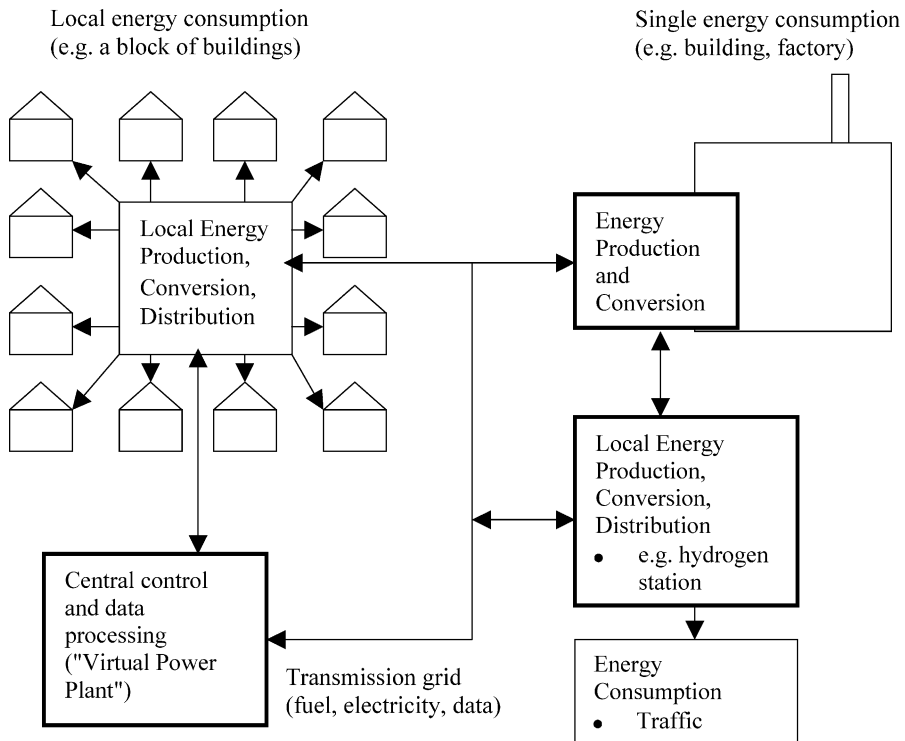 Local energy consumption
(e.g. a block of buildings)
Single energy consumption
(e.g. building, factory)
Local Energy
Production,
Conversion,
Distribution
Energy
Production
and
Conversion
Local Energy
Production,
Conversion,
Distribution
• e.g. hydrogen
station
Central control
and data
processing
("Virtual Power
Plant")
Transmission grid
(fuel, electricity, data)
Energy
Consumption
• Traffic